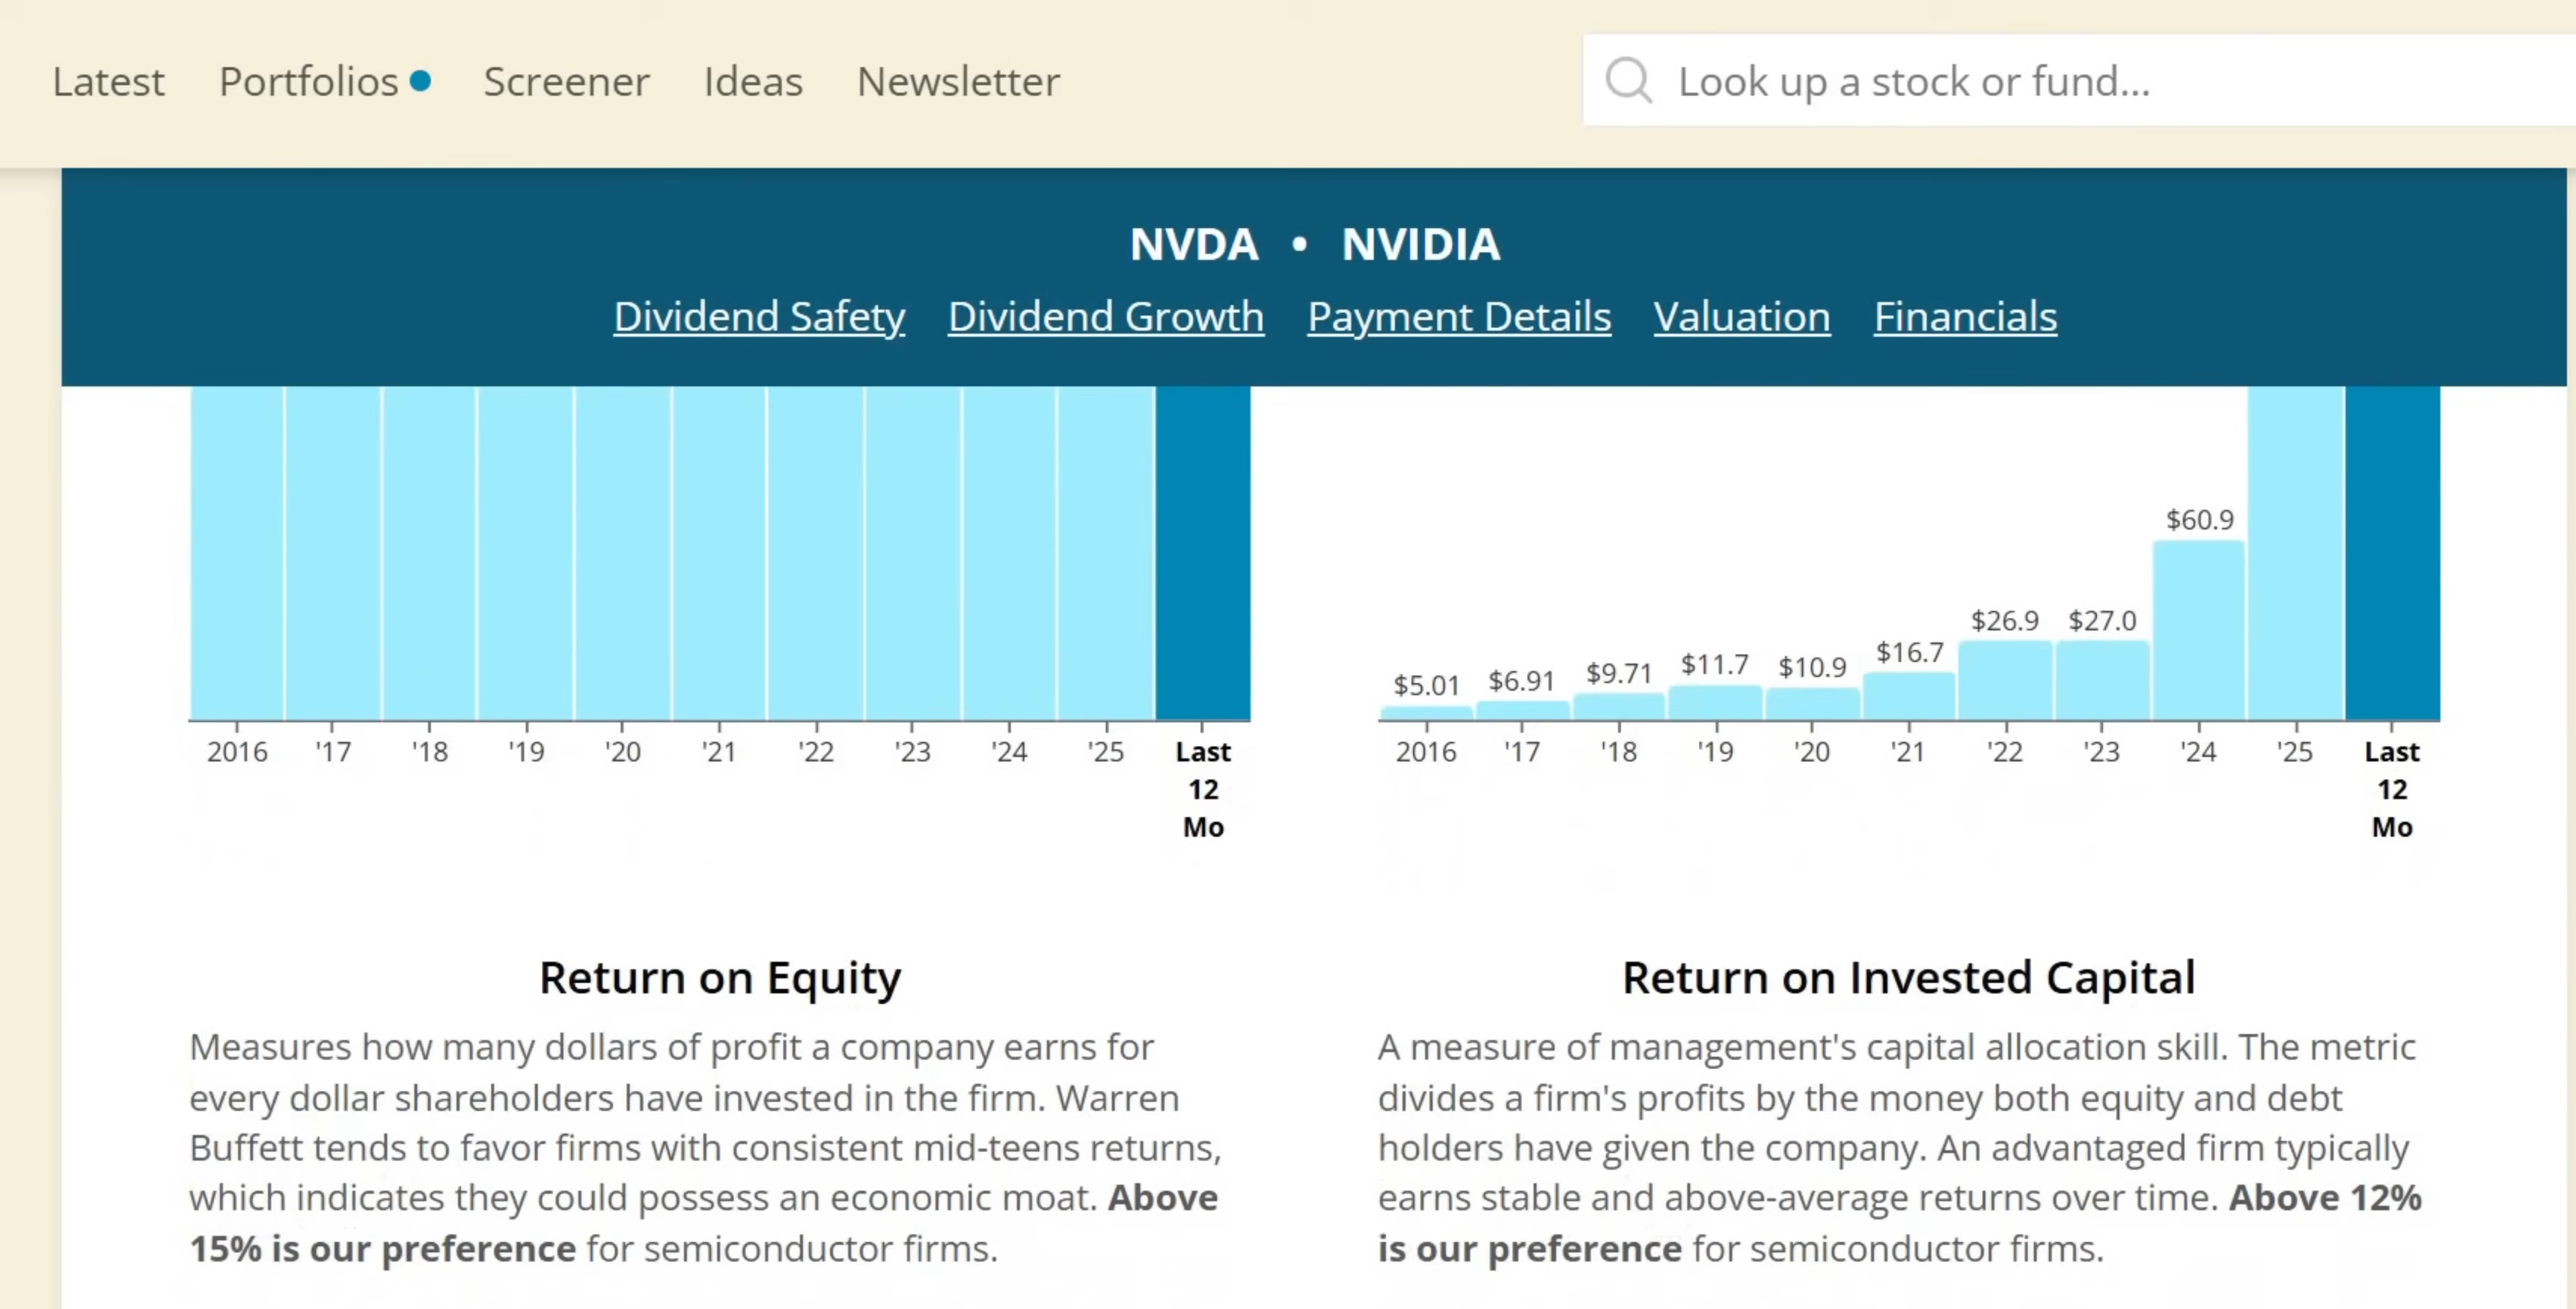 Latest Portfolios Screener Ideas Newsletter
Look up a stock or fund...
NVDA • NVIDIA
Dividend Safety Dividend Growth Payment Details Valuation Financials
2016 '17 '18 '19 '20 '21 '22 '23 '24 '25 Last
12
Mo
$5.01 $6.91 $9.71 $11.7 $10.9 $16.7 $26.9 $27.0 $60.9
2016 '17 '18 '19 '20 '21 '22 '23 '24 '25 Last
12
Mo
Return on Equity
Measures how many dollars of profit a company earns for
every dollar shareholders have invested in the firm. Warren
Buffett tends to favor firms with consistent mid-teens returns,
which indicates they could possess an economic moat. Above
15% is our preference for semiconductor firms.
Return on Invested Capital
A measure of management's capital allocation skill. The metric
divides a firm's profits by the money both equity and debt
holders have given the company. An advantaged firm typically
earns stable and above-average returns over time. Above 12%
is our preference for semiconductor firms.